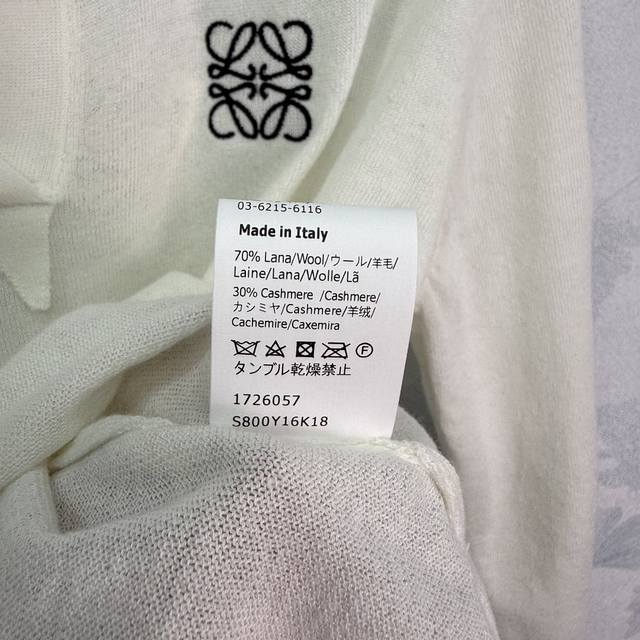 03-6215-6116
Made in Italy
70% Lana/Wool/ウール/羊毛/
Laine/Lana/Wolle/Lã
30% Cashmere /Cashmere/
カシミヤ/Cashmere/羊绒/
Cachemire/Caxemira
F
タンブル乾燥禁止
1726057
S800Y16K18